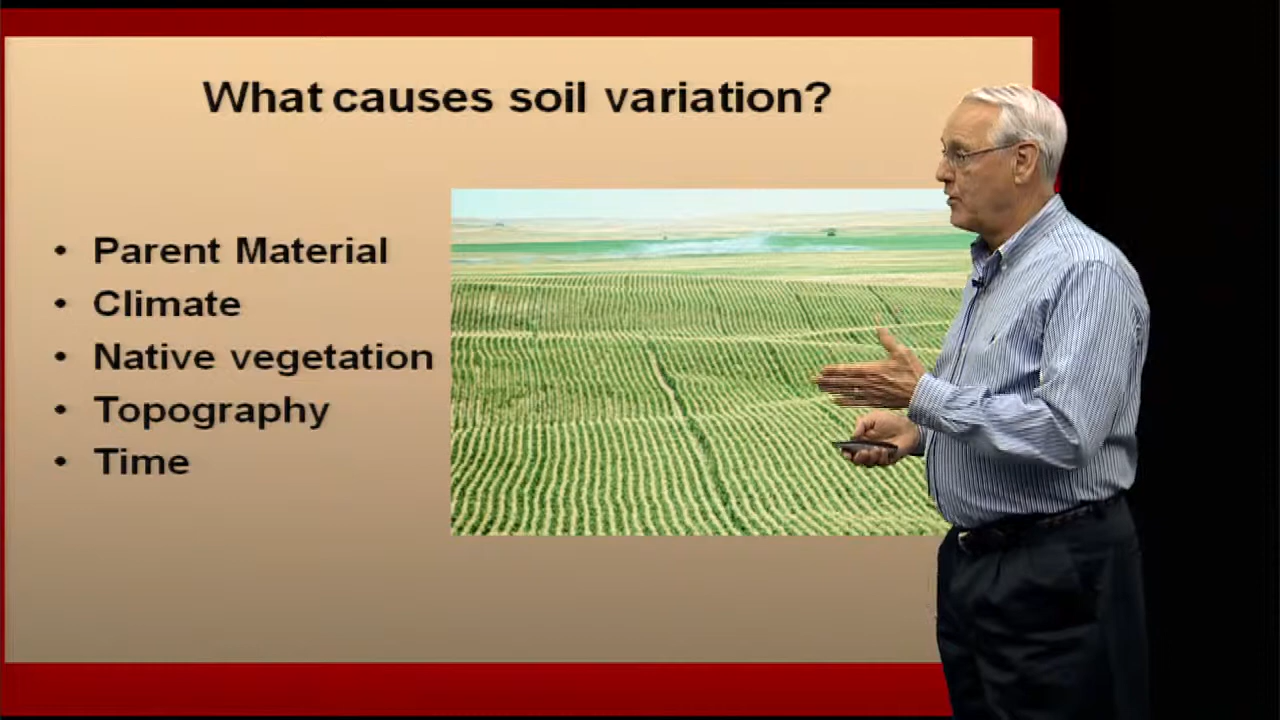 What causes soil variation?
• Parent Material
• Climate
• Native vegetation
• Topography
• Time